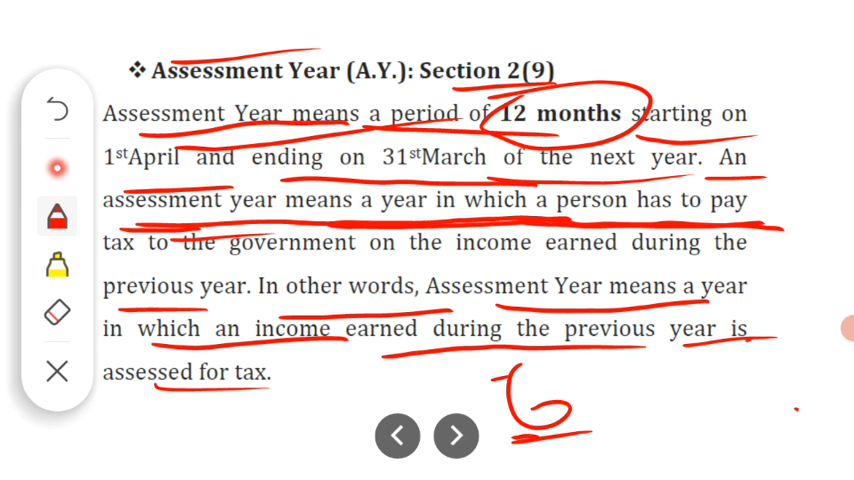 ❖ Assessment Year (A.Y.): Section 2(9)
Assessment Year means a period of 12 months starting on
1stApril and ending on 31stMarch of the next year. An
assessment year means a year in which a person has to pay
tax to the government on the income earned during the
previous year. In other words, Assessment Year means a year
in which an income earned during the previous year is
assessed for tax.